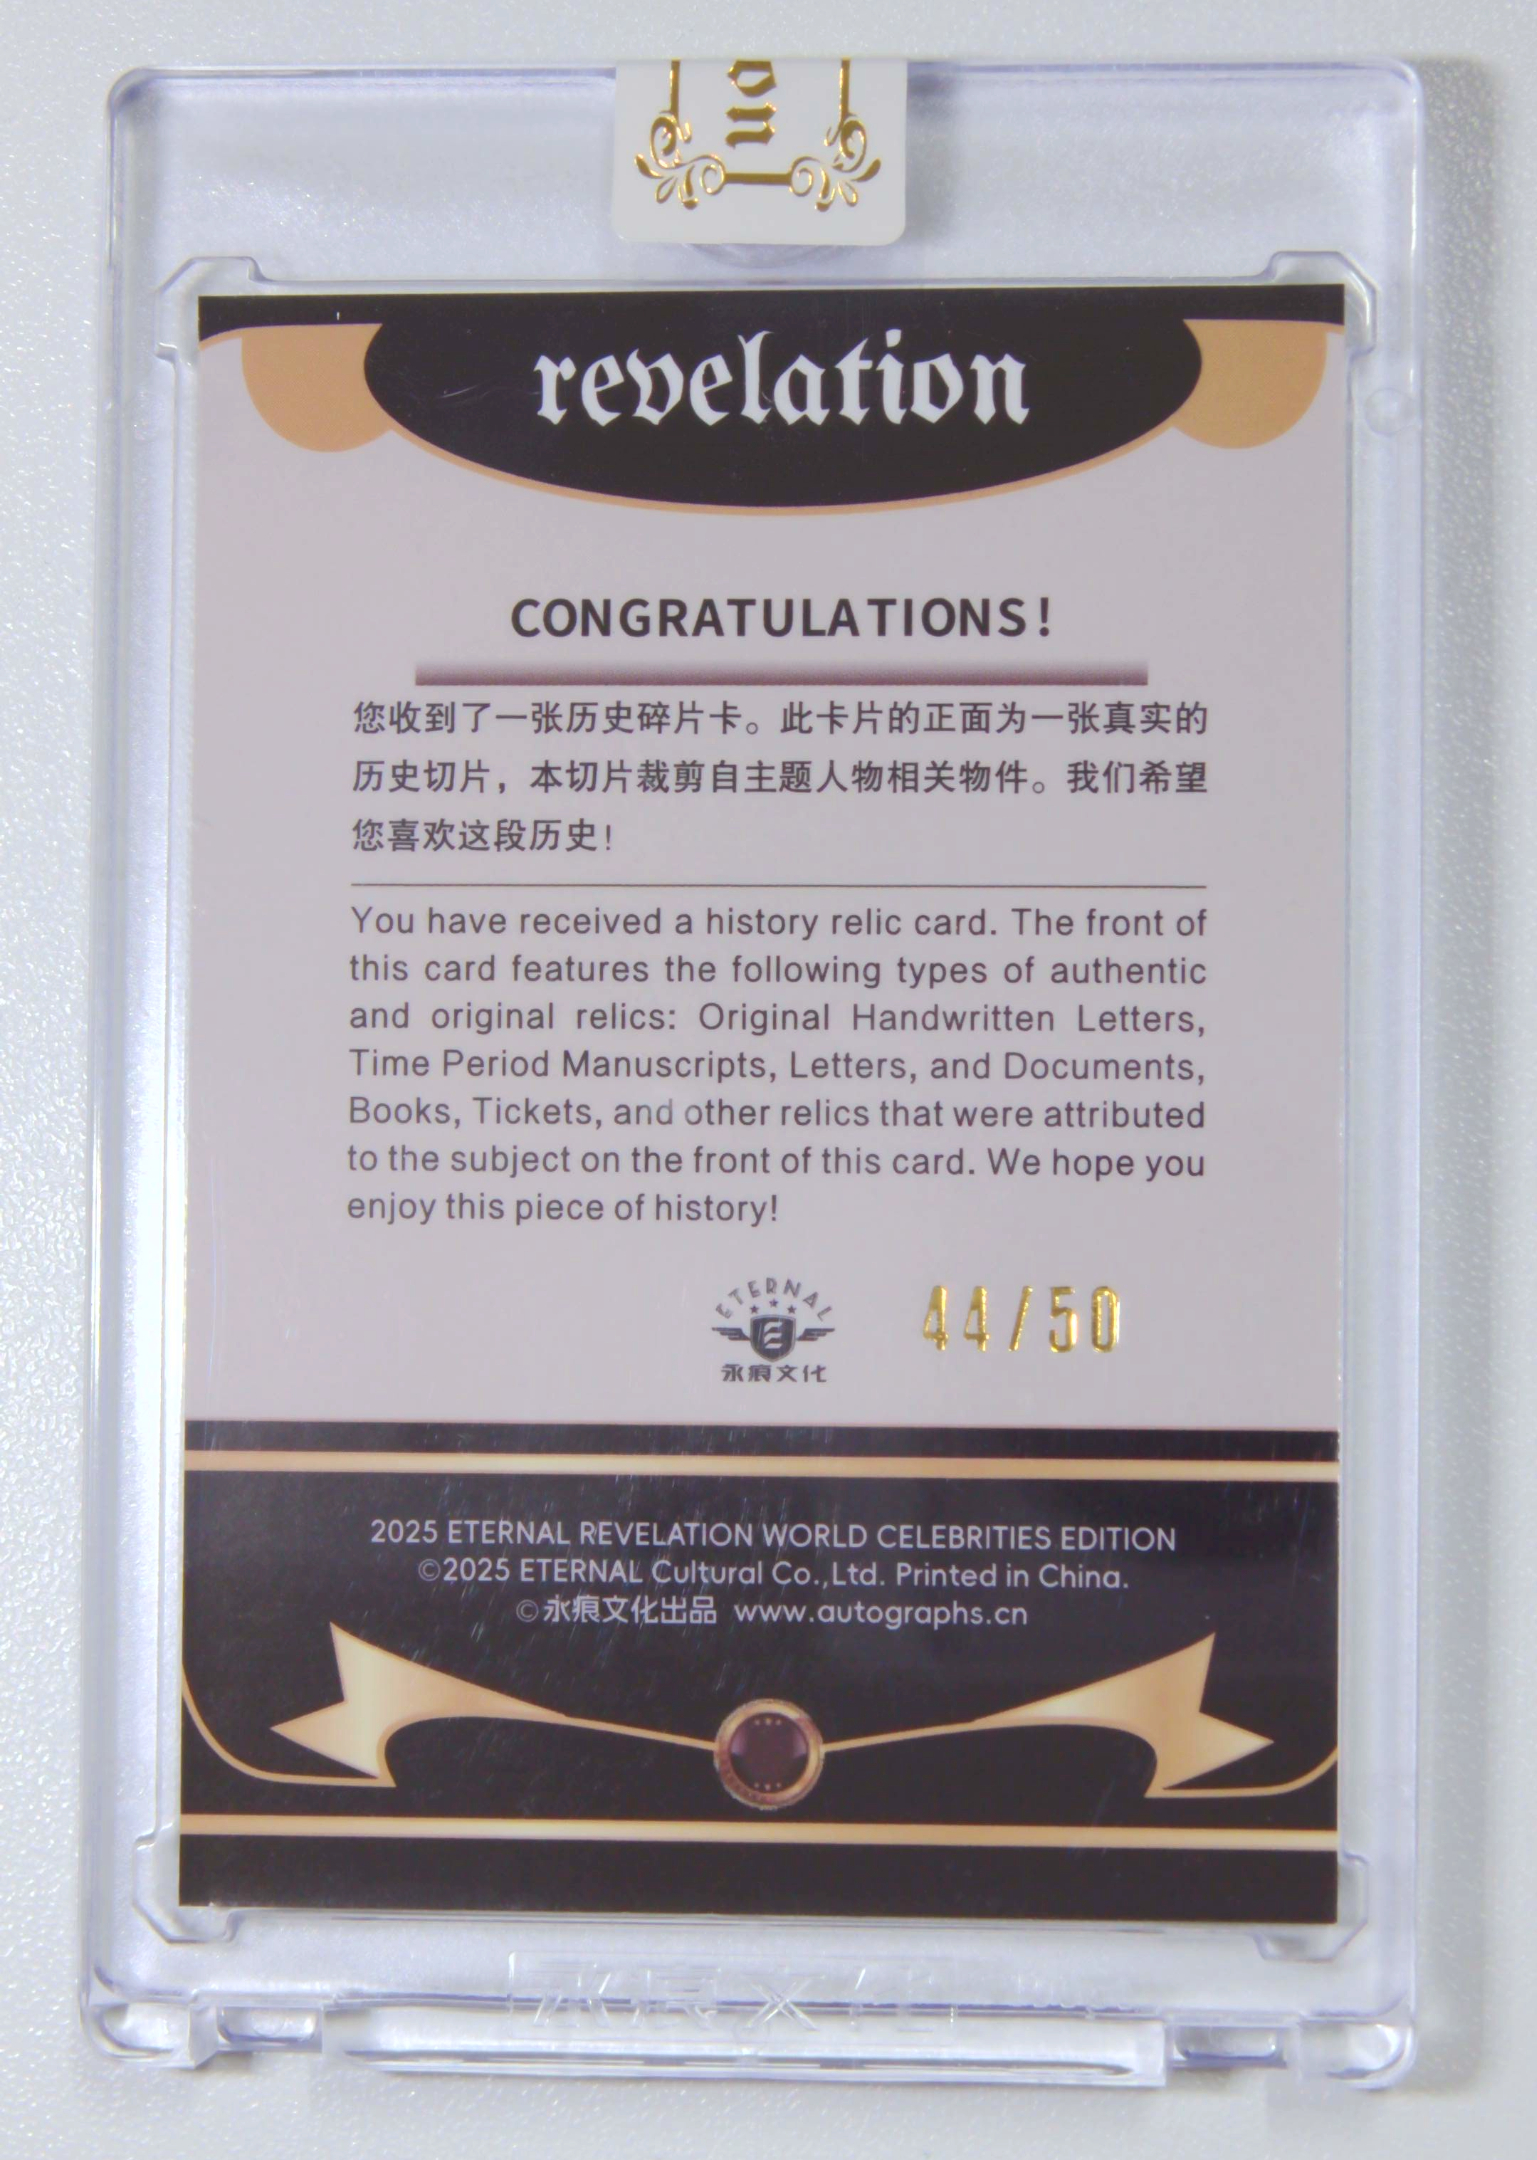 on
revelation
CONGRATULATIONS!
您收到了一张历史碎片卡。此卡片的正面为一张真实的
历史切片，本切片裁剪自主题人物相关物件。我们希望
您喜欢这段历史！
You have received a history relic card. The front of
this card features the following types of authentic
and original relics: Original Handwritten Letters,
Time Period Manuscripts, Letters, and Documents,
Books, Tickets, and other relics that were attributed
to the subject on the front of this card. We hope you
enjoy this piece of history!
ETERNAL
永痕文化
44/50
2025 ETERNAL REVELATION WORLD CELEBRITIES EDITION
©2025 ETERNAL Cultural Co.,Ltd. Printed in China.
©永痕文化出品 www.autographs.cn
永痕文化